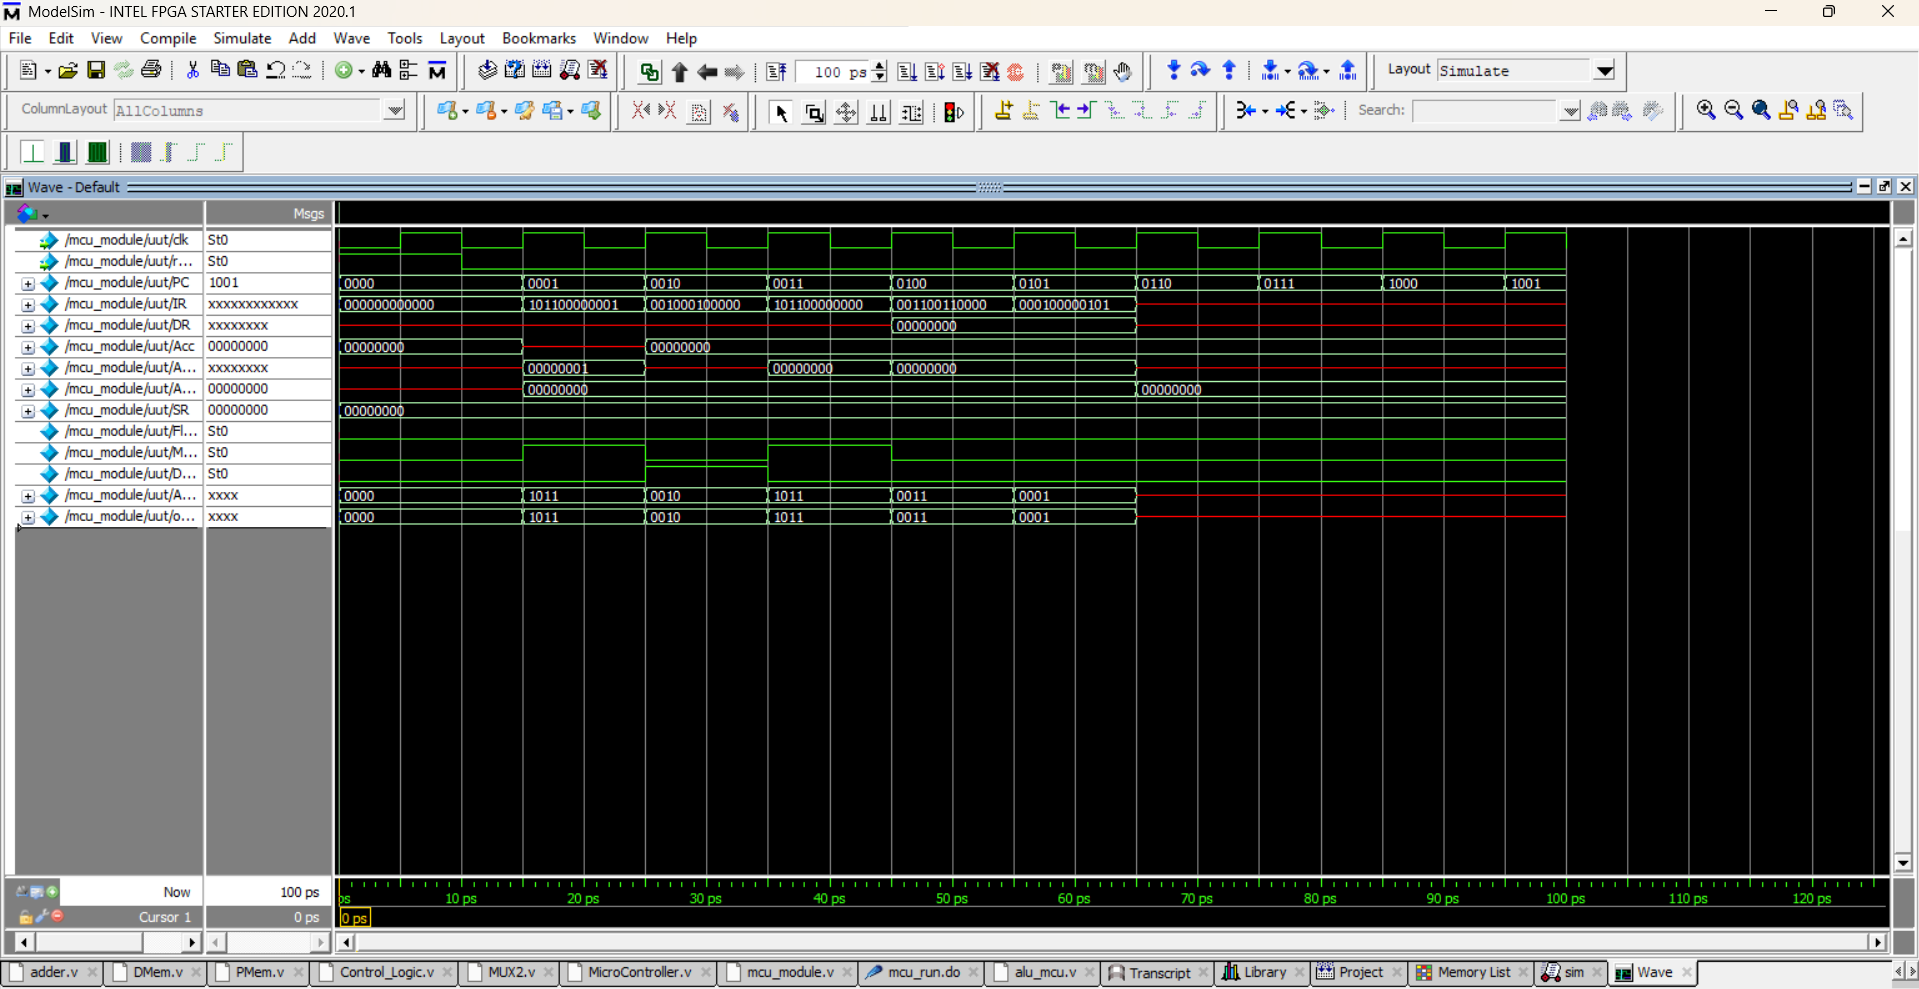 ModelSim - INTEL FPGA STARTER EDITION 2020.1
File Edit View Compile Simulate Add Wave Tools Layout Bookmarks Window Help
100 ps Layout Simulate
ColumnLayout AllColumns Search:
Wave - Default
Msgs
/mcu_module/uut/clk St0
/mcu_module/uut/r... St0
/mcu_module/uut/PC 1001 0000 0001 0010 0011 0100 0101 0110 0111 1000 1001
/mcu_module/uut/IR xxxxxxxxxxxx 000000000000 101100000001 001000100000 101100000000 001100110000 000100000101
/mcu_module/uut/DR xxxxxxxx 00000000
/mcu_module/uut/Acc 00000000 00000000 00000000
/mcu_module/uut/A... xxxxxxxx 00000001 00000000 00000000
/mcu_module/uut/A... 00000000 00000000 00000000
/mcu_module/uut/SR 00000000 00000000
/mcu_module/uut/Fl... St0
/mcu_module/uut/M... St0
/mcu_module/uut/D... St0
/mcu_module/uut/A... xxxx 0000 1011 0010 1011 0011 0001
/mcu_module/uut/o... xxxx 0000 1011 0010 1011 0011 0001
Now 100 ps ps 10 ps 20 ps 30 ps 40 ps 50 ps 60 ps 70 ps 80 ps 90 ps 100 ps 110 ps 120 ps
Cursor 1 0 ps 0 ps
adder.v DMem.v PMem.v Control_Logic.v MUX2.v MicroController.v mcu_module.v mcu_run.do alu_mcu.v Transcript Library Project Memory List sim Wave